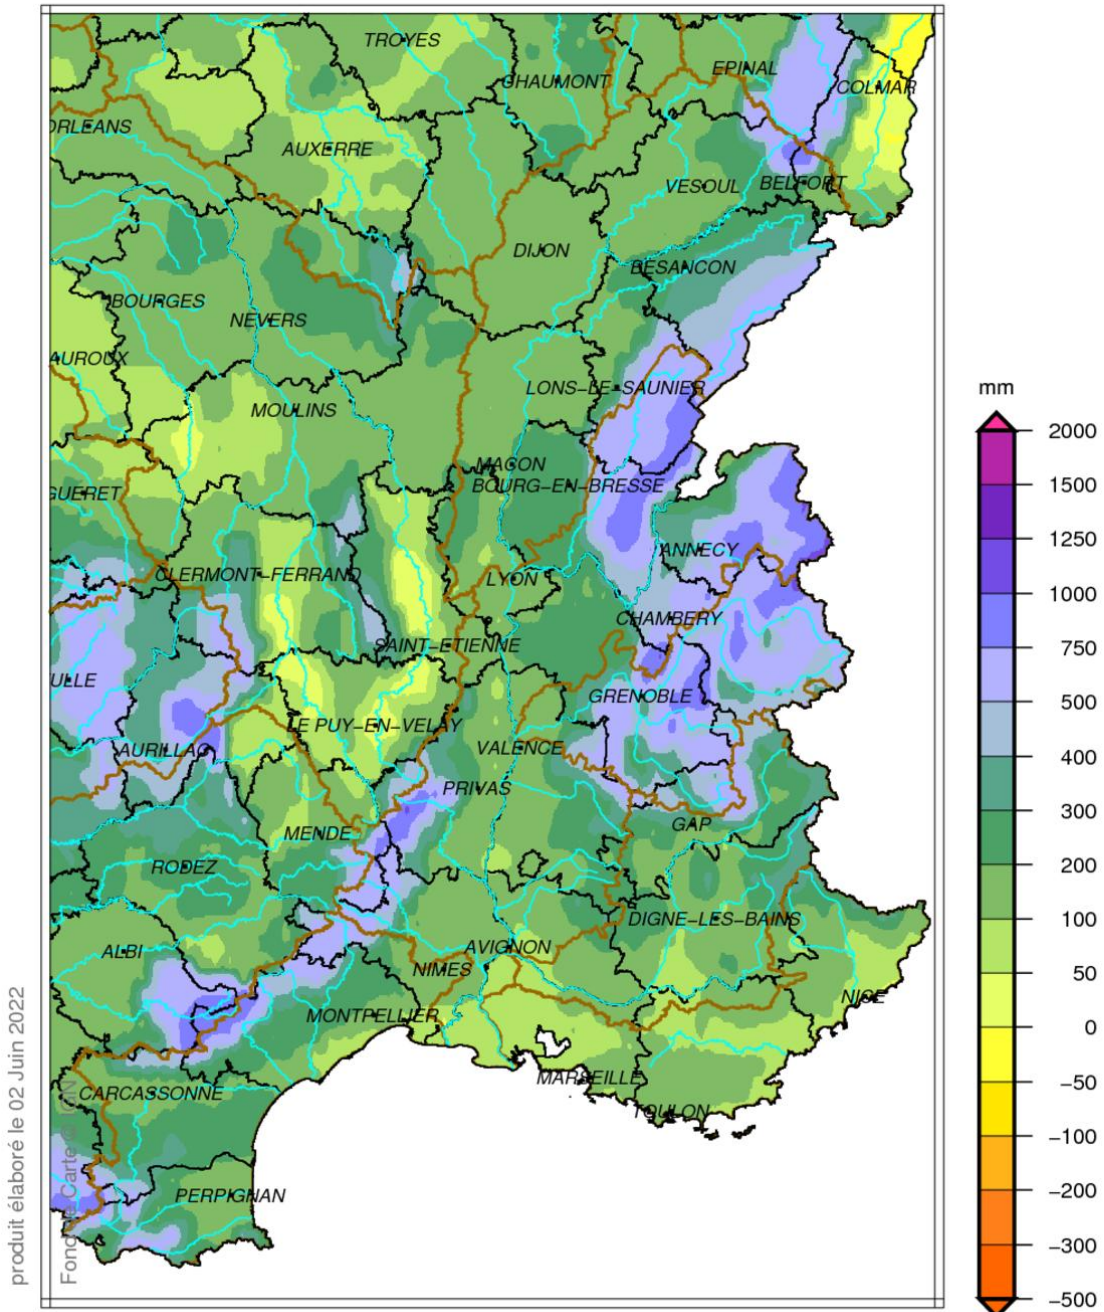 TROYES
CHAUMONT
EPINAL
COLMAR
ORLEANS
AUXERRE
VESOUL
BELFORT
DIJON
BESANCON
BOURGES
NEVERS
AUROUX
LONS-LE-SAUNIER
MOULINS
MACON
BOURG-EN-BRESSE
GUERET
ANNECY
CLERMONT-FERRAND
LYON
CHAMBERY
SAINT-ETIENNE
ULLE
GRENOBLE
LE PUY-EN-VELAY
AURILLAC
VALENCE
PRIVAS
GAP
MENDE
RODEZ
DIGNE-LES-BAINS
ALBI
AVIGNON
NIMES
NICE
MONTPELLIER
MARSEILLE
CARCASSONNE
TOULON
PERPIGNAN
mm
2000
1500
1250
1000
750
500
400
300
200
100
50
0
-50
-100
-200
-300
-500
produit élaboré le 02 Juin 2022
Fond de Carte © IGN